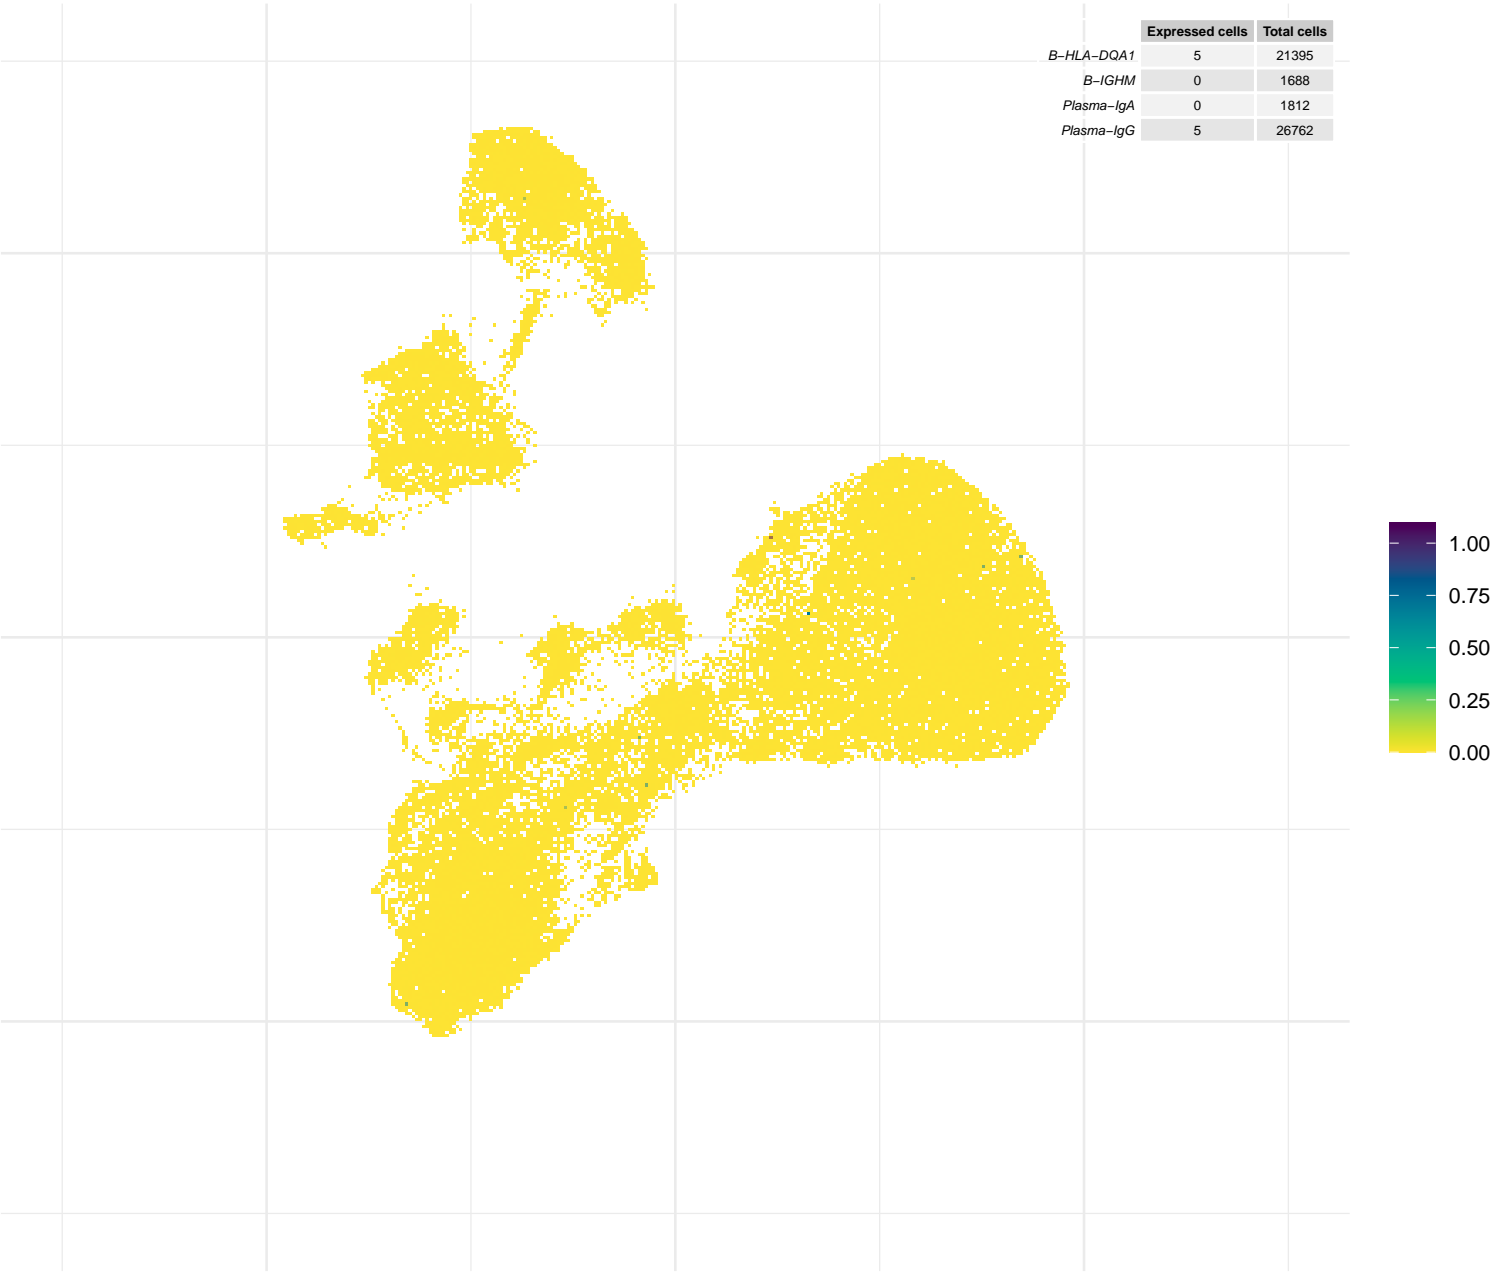 Expressed cells Total cells
B−HLA−DQA1 5 21395
B−IGHM 0 1688
Plasma−IgA 0 1812
Plasma−IgG 5 26762
1.00
0.75
0.50
0.25
0.00